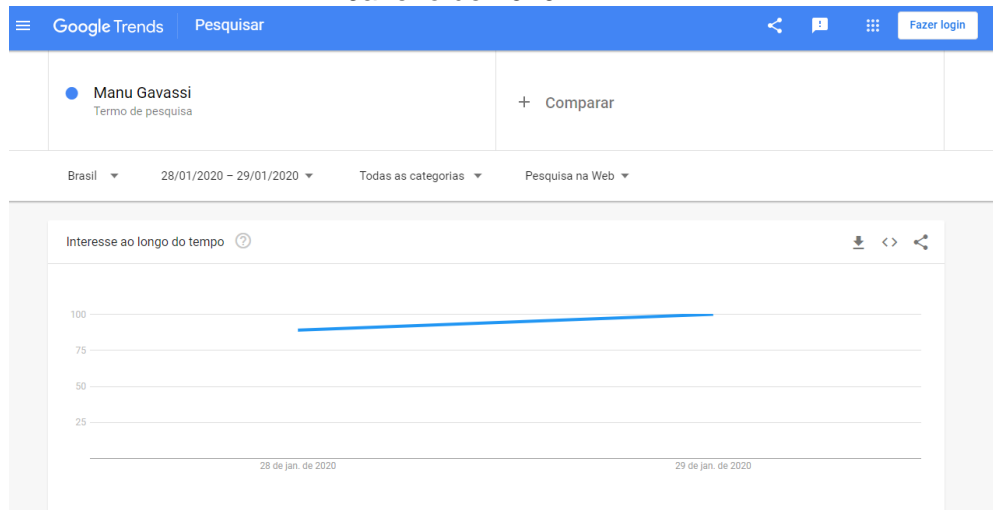 Google Trends Pesquisar Fazer login
Manu Gavassi
Termo de pesquisa
+ Comparar
Brasil 28/01/2020 – 29/01/2020 Todas as categorias Pesquisa na Web
Interesse ao longo do tempo
100
75
50
25
28 de jan. de 2020 29 de jan. de 2020